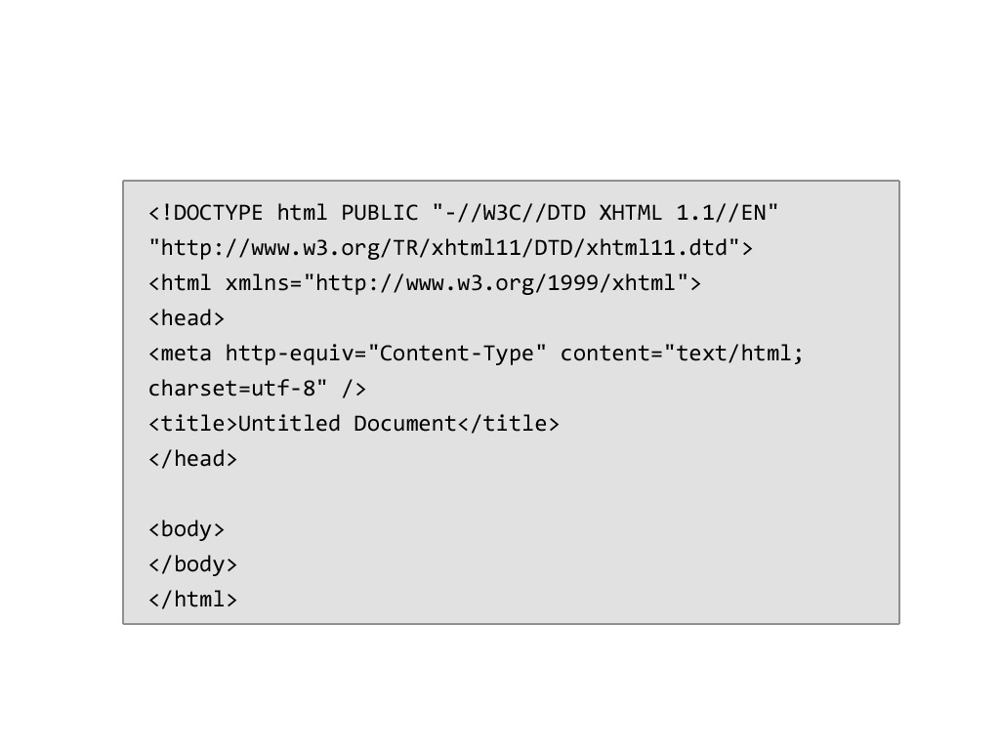 <!DOCTYPE html PUBLIC "-//W3C//DTD XHTML 1.1//EN"
"http://www.w3.org/TR/xhtml11/DTD/xhtml11.dtd">
<html xmlns="http://www.w3.org/1999/xhtml">
<head>
<meta http-equiv="Content-Type" content="text/html;
charset=utf-8" />
<title>Untitled Document</title>
</head>

<body>
</body>
</html>